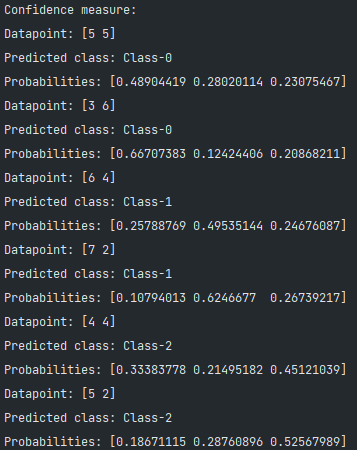 Confidence measure:
Datapoint: [5 5]
Predicted class: Class-0
Probabilities: [0.48904419 0.28020114 0.23075467]
Datapoint: [3 6]
Predicted class: Class-0
Probabilities: [0.66707383 0.12424406 0.20868211]
Datapoint: [6 4]
Predicted class: Class-1
Probabilities: [0.25788769 0.49535144 0.24676087]
Datapoint: [7 2]
Predicted class: Class-1
Probabilities: [0.10794013 0.6246677  0.26739217]
Datapoint: [4 4]
Predicted class: Class-2
Probabilities: [0.33383778 0.21495182 0.45121039]
Datapoint: [5 2]
Predicted class: Class-2
Probabilities: [0.18671115 0.28760896 0.52567989]